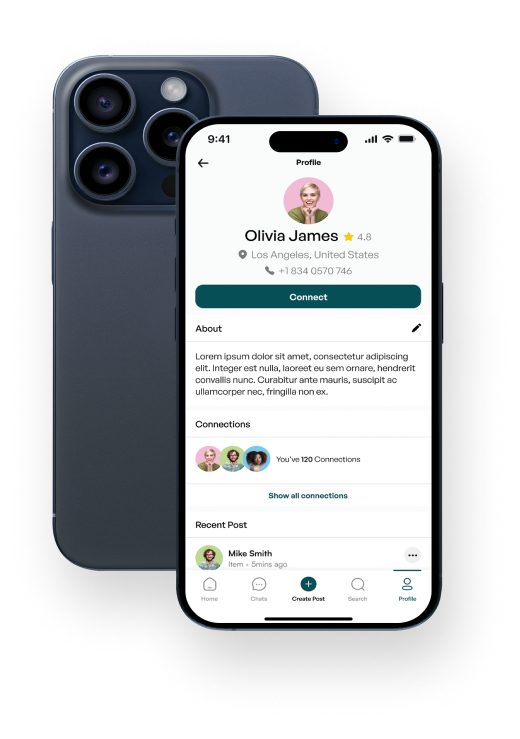 9:41
Profile
Olivia James 4.8
Los Angeles, United States
+1 834 0570 746
Connect
About
Lorem ipsum dolor sit amet, consectetur adipiscing
elit. Integer est nulla, laoreet eu sem ornare, hendrerit
convallis nunc. Curabitur ante mauris, suscipit ac
ullamcorper nec, fringilla non ex.
Connections
You've 120 Connections
Show all connections
Recent Post
Mike Smith
Item • 5mins ago
Home Chats Create Post Search Profile